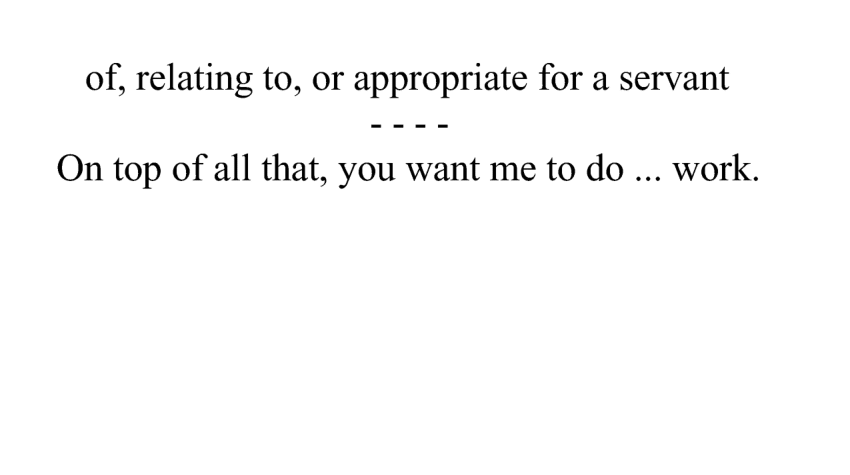 of, relating to, or appropriate for a servant
- - - -
On top of all that, you want me to do ... work.